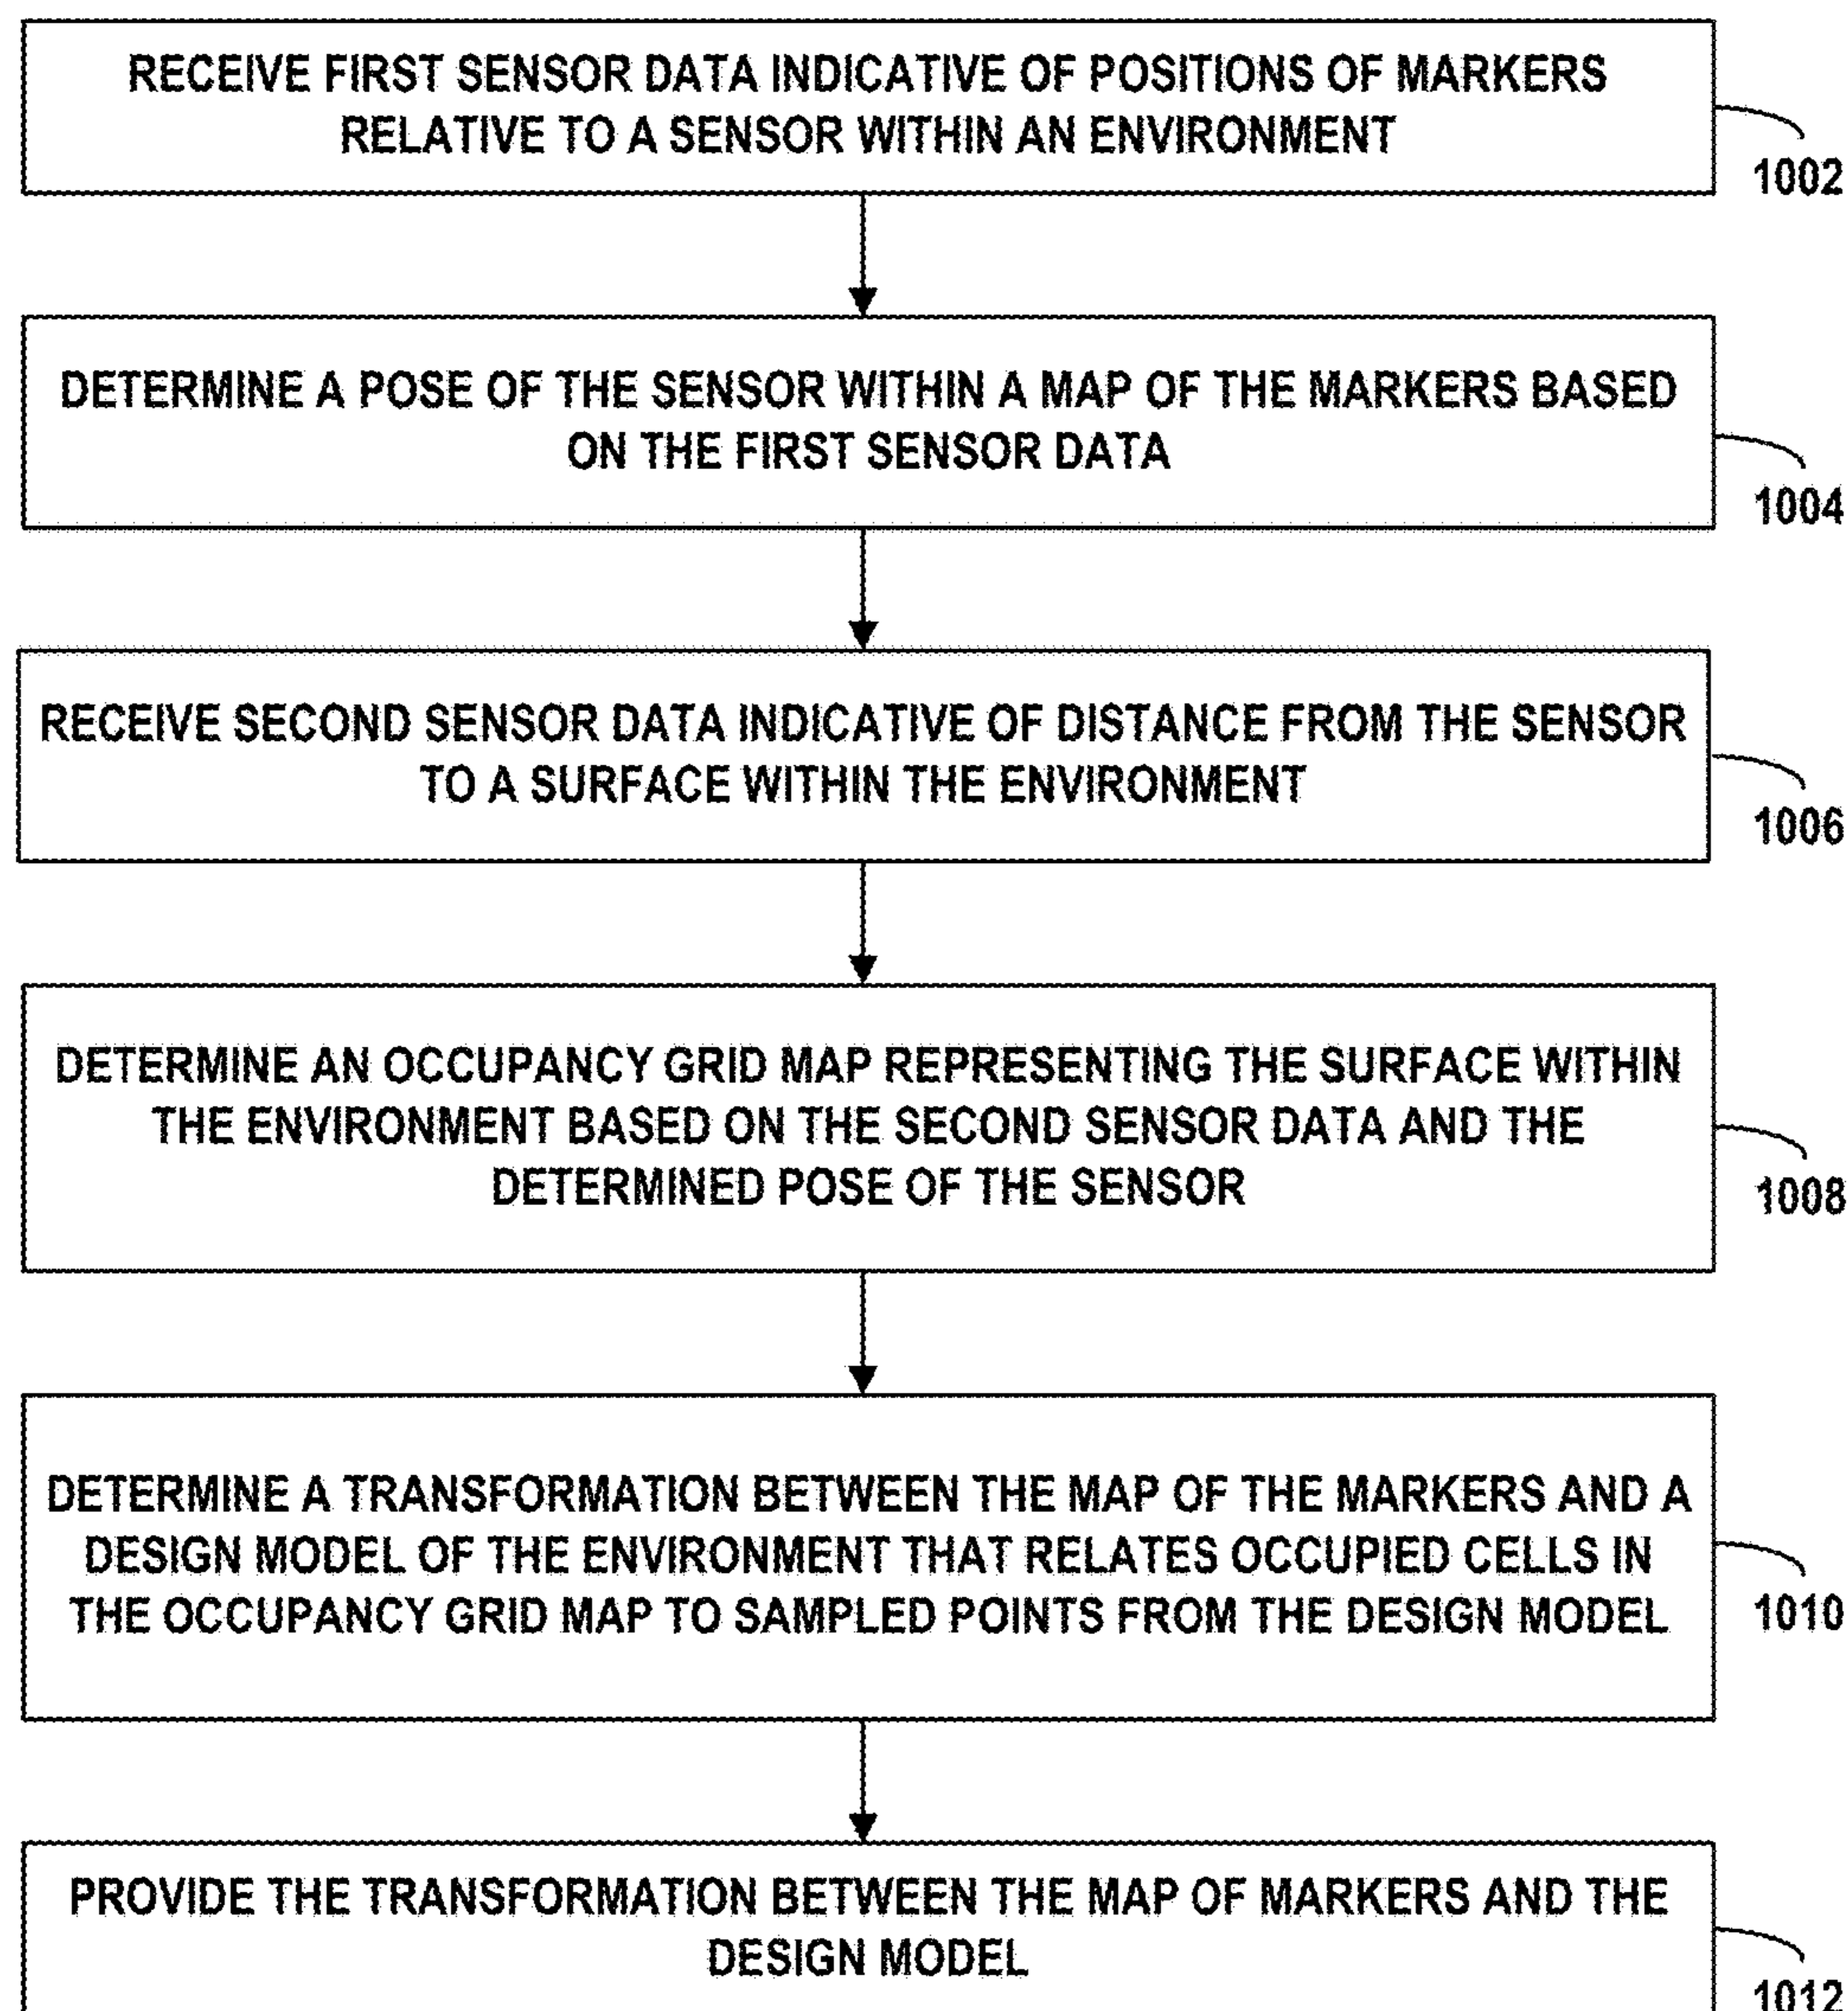 RECEIVE FIRST SENSOR DATA INDICATIVE OF POSITIONS OF MARKERS
RELATIVE TO A SENSOR WITHIN AN ENVIRONMENT
1002
DETERMINE A POSE OF THE SENSOR WITHIN A MAP OF THE MARKERS BASED
ON THE FIRST SENSOR DATA
1004
RECEIVE SECOND SENSOR DATA INDICATIVE OF DISTANCE FROM THE SENSOR
TO A SURFACE WITHIN THE ENVIRONMENT
1006
DETERMINE AN OCCUPANCY GRID MAP REPRESENTING THE SURFACE WITHIN
THE ENVIRONMENT BASED ON THE SECOND SENSOR DATA AND THE
DETERMINED POSE OF THE SENSOR
1008
DETERMINE A TRANSFORMATION BETWEEN THE MAP OF THE MARKERS AND A
DESIGN MODEL OF THE ENVIRONMENT THAT RELATES OCCUPIED CELLS IN
THE OCCUPANCY GRID MAP TO SAMPLED POINTS FROM THE DESIGN MODEL
1010
PROVIDE THE TRANSFORMATION BETWEEN THE MAP OF MARKERS AND THE
DESIGN MODEL
1012